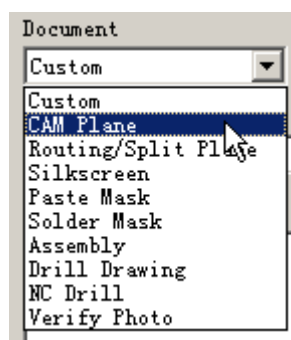 Document
Custom
Custom
CAM Plane
Routing/Split Plane
Silkscreen
Paste Mask
Solder Mask
Assembly
Drill Drawing
NC Drill
Verify Photo